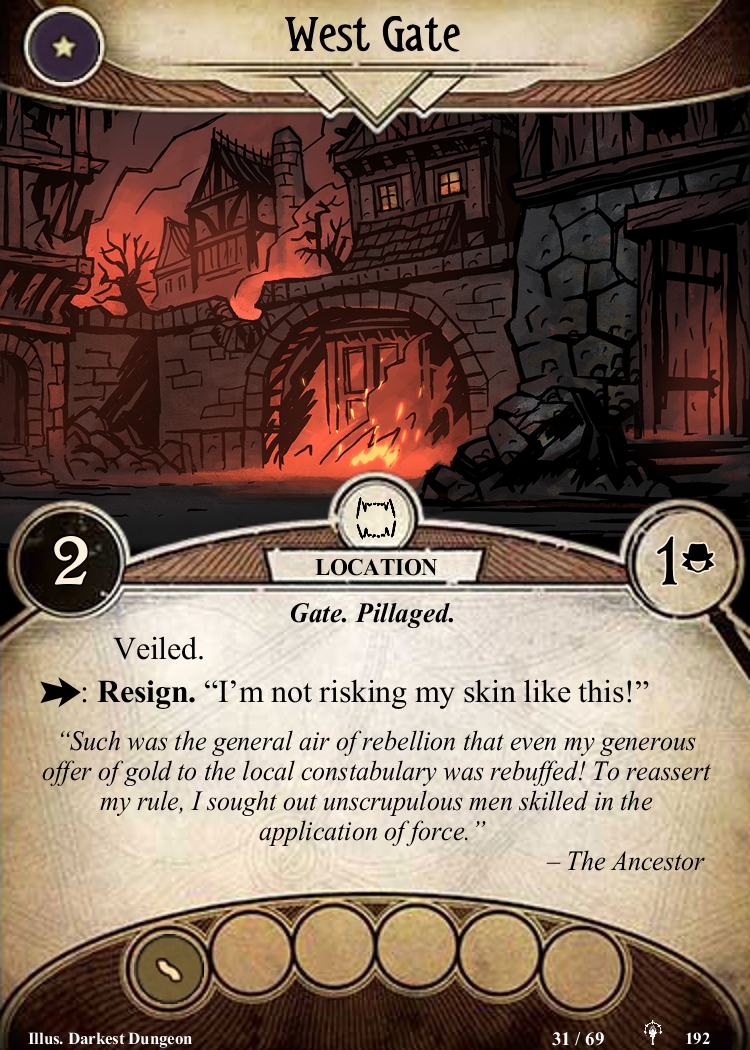 West Gate
2
LOCATION
1
Gate. Pillaged.
Veiled.
: Resign. “I’m not risking my skin like this!”
“Such was the general air of rebellion that even my generous
offer of gold to the local constabulary was rebuffed! To reassert
my rule, I sought out unscrupulous men skilled in the
application of force.”
– The Ancestor
Illus. Darkest Dungeon
31 / 69
192